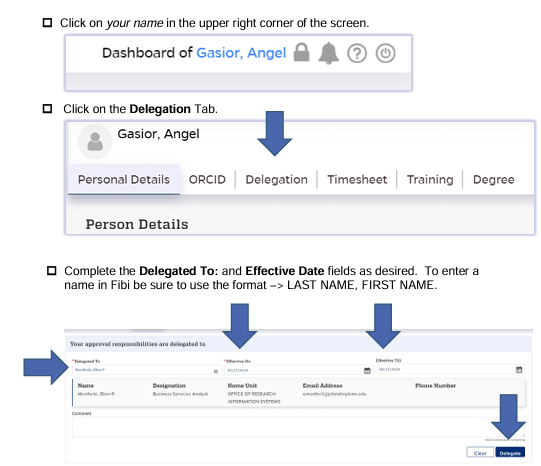 Click on your name in the upper right corner of the screen.
Dashboard of Gasior, Angel
Click on the Delegation Tab.
Gasior, Angel
Personal Details ORCID Delegation Timesheet Training Degree
Person Details
Complete the Delegated To: and Effective Date fields as desired. To enter a
name in Fibi be sure to use the format –> LAST NAME, FIRST NAME.
Your approval responsibilities are delegated to
*Delegated To *Effective On Effective Till
Name Designation Home Unit Email Address Phone Number
Business Services Analyst OFFICE OF RESEARCH
INFORMATION SYSTEMS
Comment
Clear Delegate